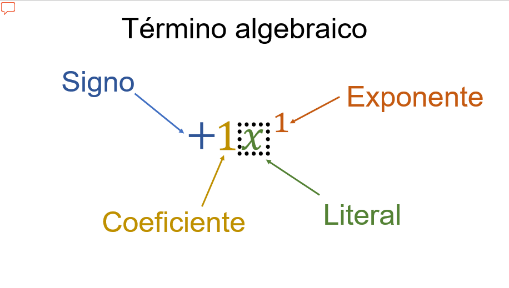 Término algebraico
Signo
Exponente
+1x¹
Coeficiente
Literal